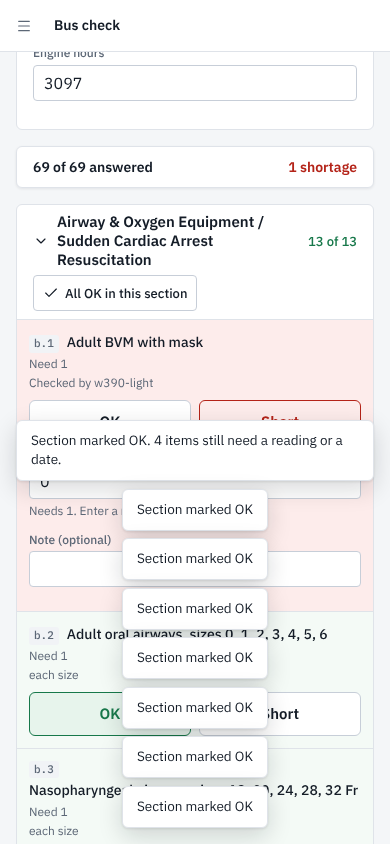 Bus check
Engine hours
3097
69 of 69 answered
1 shortage
Airway & Oxygen Equipment /
Sudden Cardiac Arrest
Resuscitation
13 of 13
All OK in this section
b.1 Adult BVM with mask
Need 1
Checked by w390-light
OK
Short
Section marked OK. 4 items still need a reading or a
date.
0
Needs 1. Enter a
Section marked OK
Note (optional)
Section marked OK
Section marked OK
b.2 Adult oral airways, sizes 0, 1, 2, 3, 4, 5, 6
Need 1
each size
Section marked OK
OK
Short
Section marked OK
b.3
Section marked OK
24, 28, 32 Fr
Need 1
each size
Section marked OK